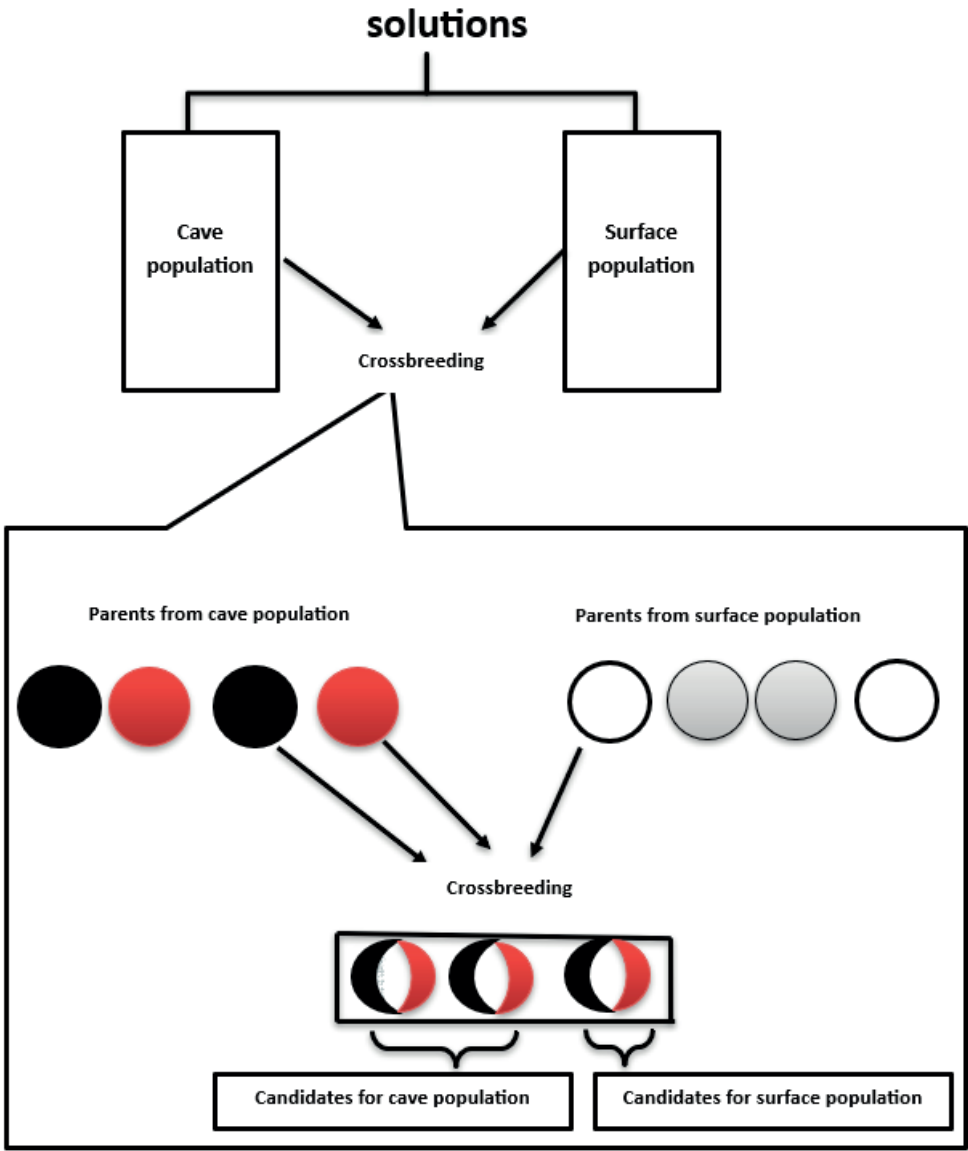 solutions
Cave
population
Surface
population
Crossbreeding
Parents from cave population
Parents from surface population
Crossbreeding
Candidates for cave population
Candidates for surface population